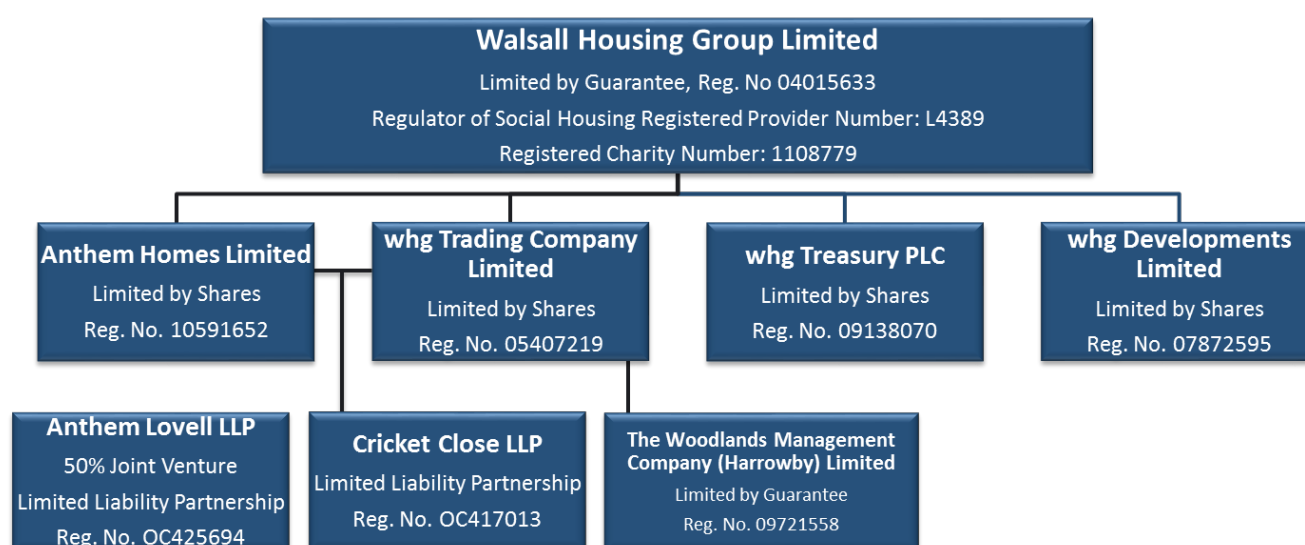 Walsall Housing Group Limited
Limited by Guarantee, Reg. No 04015633
Regulator of Social Housing Registered Provider Number: L4389
Registered Charity Number: 1108779
Anthem Homes Limited
Limited by Shares
Reg. No. 10591652
whg Trading Company
Limited
Limited by Shares
Reg. No. 05407219
whg Treasury PLC
Limited by Shares
Reg. No. 09138070
whg Developments
Limited
Limited by Shares
Reg. No. 07872595
Anthem Lovell LLP
50% Joint Venture
Limited Liability Partnership
Reg. No. OC425694
Cricket Close LLP
Limited Liability Partnership
Reg. No. OC417013
The Woodlands Management
Company (Harrowby) Limited
Limited by Guarantee
Reg. No. 09721558